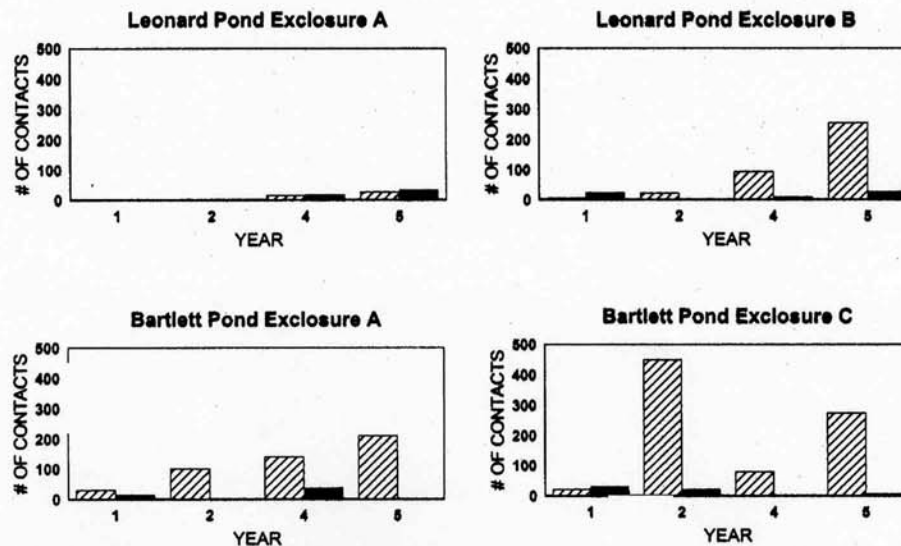 Leonard Pond Exclosure A
500
400
300
200
100
0
# OF CONTACTS
1 2 4 5
YEAR
Leonard Pond Exclosure B
500
400
300
200
100
0
# OF CONTACTS
1 2 4 5
YEAR
Bartlett Pond Exclosure A
500
400
300
200
100
0
# OF CONTACTS
1 2 4 5
YEAR
Bartlett Pond Exclosure C
500
400
300
200
100
0
# OF CONTACTS
1 2 4 5
YEAR